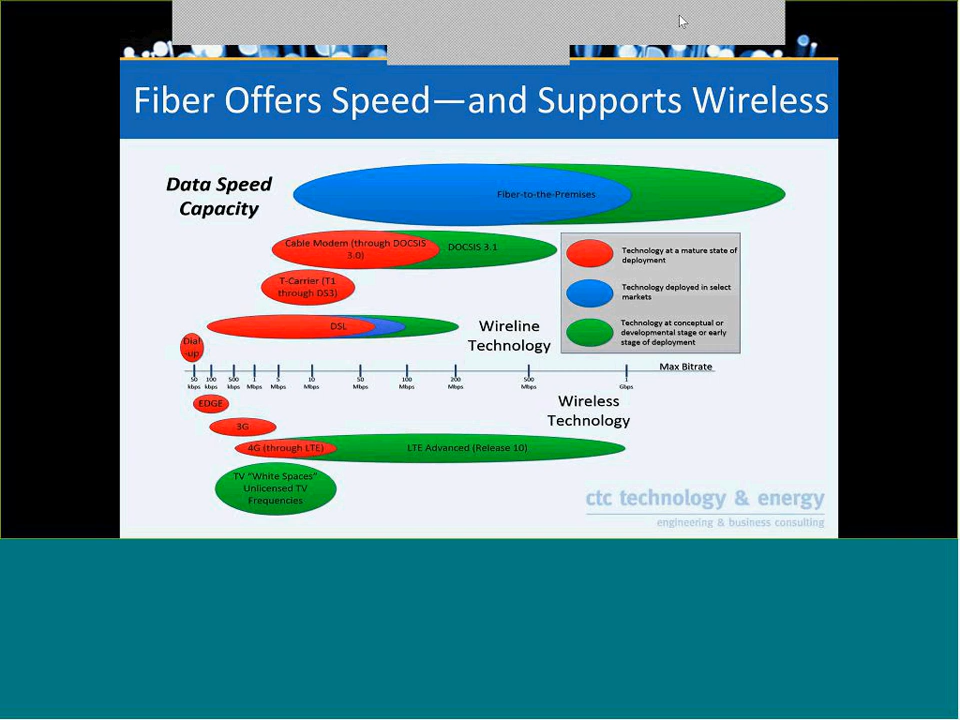 Fiber Offers Speed—and Supports Wireless
Data Speed
Capacity
Fiber-to-the-Premises
Cable Modem (through DOCSIS
3.0)
DOCSIS 3.1
T-Carrier (T1
through DS3)
DSL
Dial
-up
Technology at a mature state of
deployment
Technology deployed in select
markets
Technology at conceptual or
developmental stage or early
stage of deployment
Wireline
Technology
Max Bitrate
50
kbps
100
kbps
500
kbps
1
Mbps
5
Mbps
10
Mbps
50
Mbps
100
Mbps
200
Mbps
500
Mbps
1
Gbps
Wireless
Technology
EDGE
3G
4G (through LTE)
LTE Advanced (Release 10)
TV "White Spaces"
Unlicensed TV
Frequencies
ctc technology & energy
engineering & business consulting